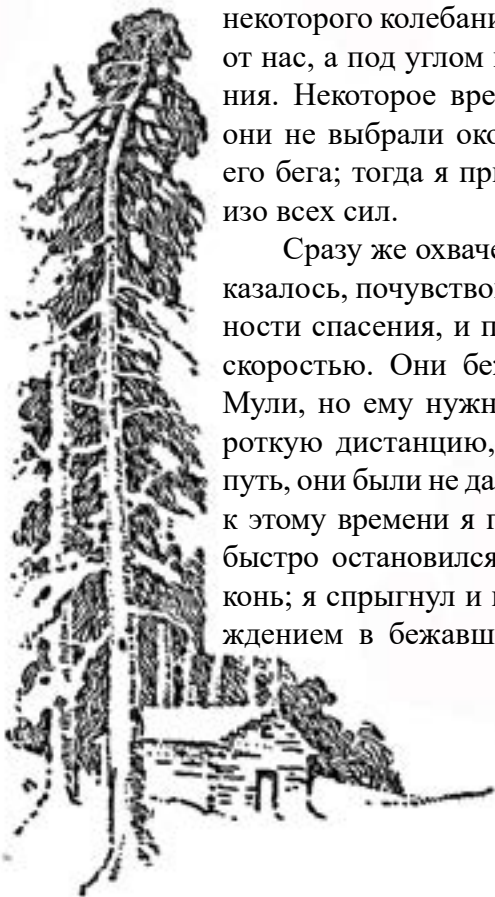 некоторого колебани
от нас, а под углом
ния. Некоторое вре
они не выбрали око
его бега; тогда я пр
изо всех сил.
Сразу же охваче
казалось, почувство
ности спасения, и п
скоростью. Они бе
Мули, но ему нужн
роткую дистанцию,
путь, они были не да
к этому времени я г
быстро остановился
конь; я спрыгнул и
ждением в бежавш